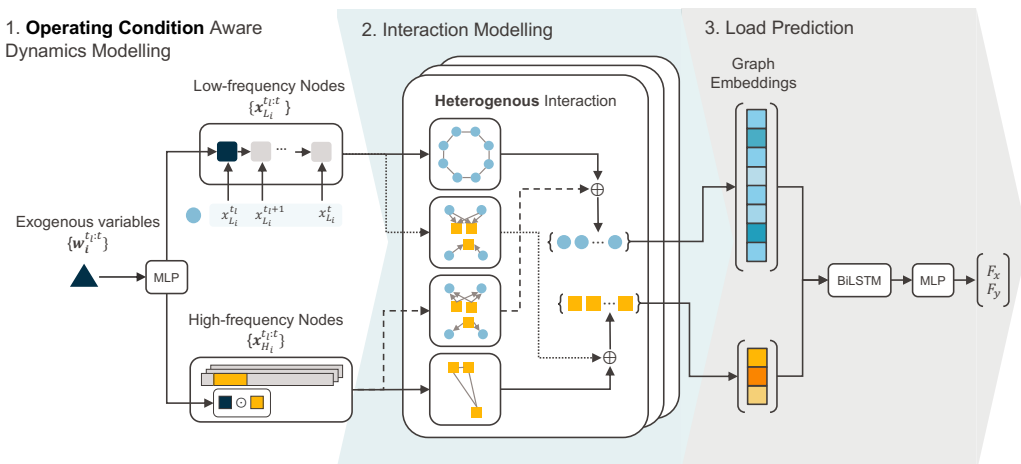 1. Operating Condition Aware
Dynamics Modelling
2. Interaction Modelling
3. Load Prediction
Low-frequency Nodes
{x_{L_i}^{t_l:t}}
...
x_{L_i}^{t_l} x_{L_i}^{t_l+1} x_{L_i}^{t}
Exogenous variables
{w_i^{t_l:t}}
MLP
High-frequency Nodes
{x_{H_i}^{t_l:t}}
⊙
Heterogenous Interaction
⊕
{ ... }
{ ... }
⊕
Graph
Embeddings
BiLSTM
MLP
F_x
F_y